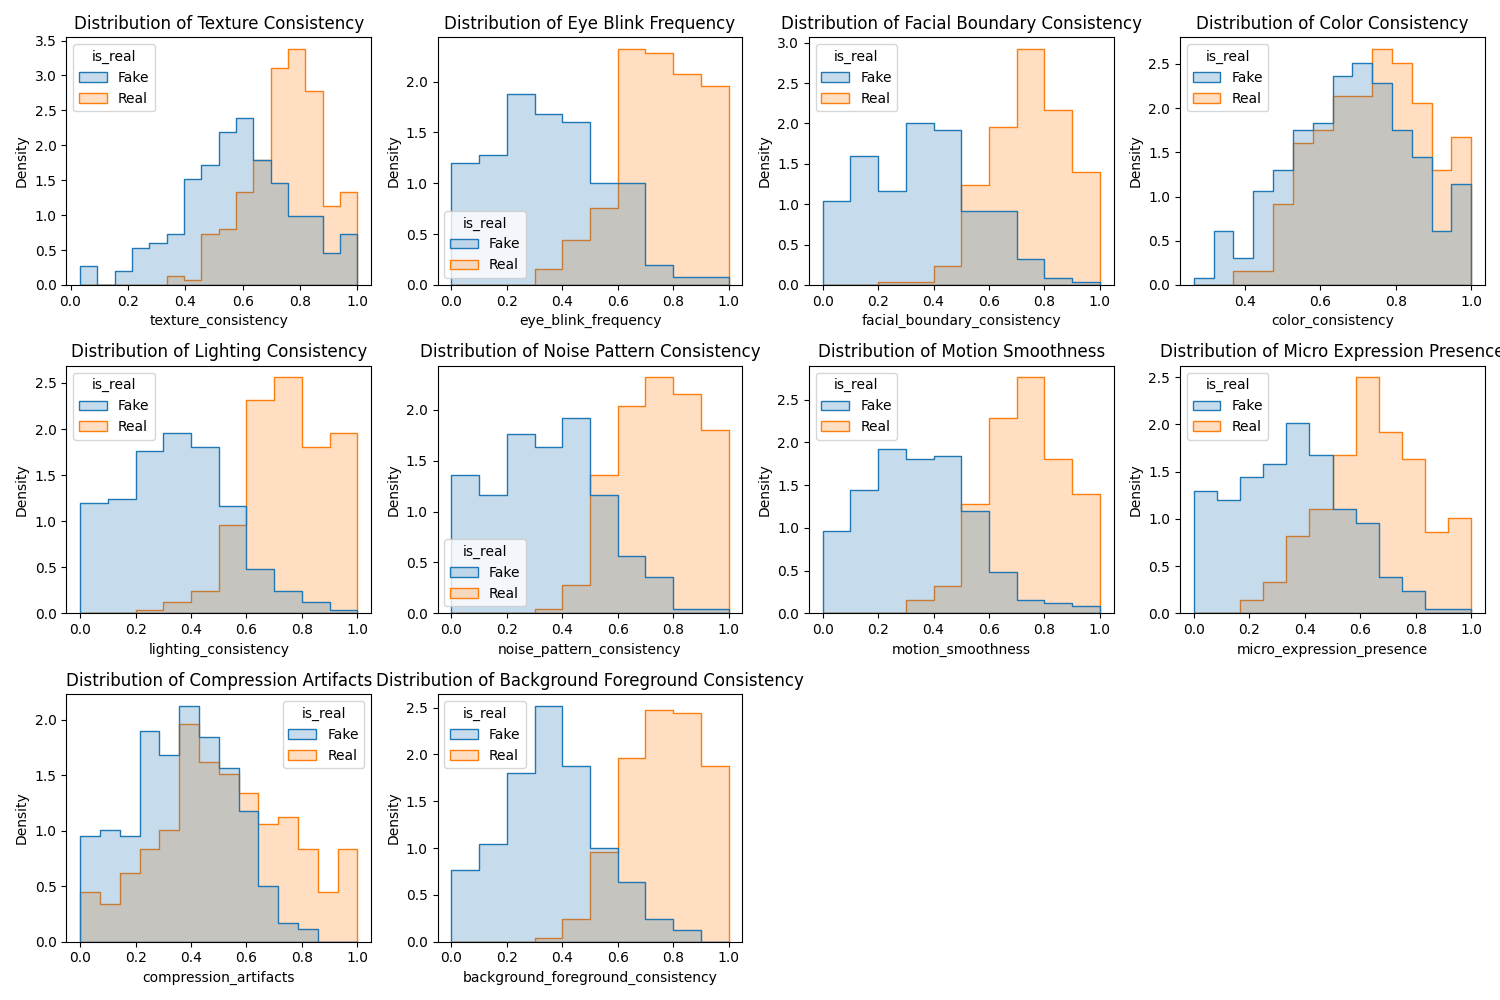 Distribution of Texture Consistency
Distribution of Eye Blink Frequency
Distribution of Facial Boundary Consistency
Distribution of Color Consistency
3.5
3.0
2.5
2.0
1.5
1.0
0.5
0.0
Density
is_real
Fake
Real
0.0 0.2 0.4 0.6 0.8 1.0
texture_consistency
2.0
1.5
1.0
0.5
0.0
Density
is_real
Fake
Real
0.0 0.2 0.4 0.6 0.8 1.0
eye_blink_frequency
3.0
2.5
2.0
1.5
1.0
0.5
0.0
Density
is_real
Fake
Real
0.0 0.2 0.4 0.6 0.8 1.0
facial_boundary_consistency
2.5
2.0
1.5
1.0
0.5
0.0
Density
is_real
Fake
Real
0.4 0.6 0.8 1.0
color_consistency
Distribution of Lighting Consistency
Distribution of Noise Pattern Consistency
Distribution of Motion Smoothness
Distribution of Micro Expression Presence
2.5
2.0
1.5
1.0
0.5
0.0
Density
is_real
Fake
Real
0.0 0.2 0.4 0.6 0.8 1.0
lighting_consistency
2.0
1.5
1.0
0.5
0.0
Density
is_real
Fake
Real
0.0 0.2 0.4 0.6 0.8 1.0
noise_pattern_consistency
2.5
2.0
1.5
1.0
0.5
0.0
Density
is_real
Fake
Real
0.0 0.2 0.4 0.6 0.8 1.0
motion_smoothness
2.5
2.0
1.5
1.0
0.5
0.0
Density
is_real
Fake
Real
0.0 0.2 0.4 0.6 0.8 1.0
micro_expression_presence
Distribution of Compression Artifacts
Distribution of Background Foreground Consistency
2.0
1.5
1.0
0.5
0.0
Density
is_real
Fake
Real
0.0 0.2 0.4 0.6 0.8 1.0
compression_artifacts
2.5
2.0
1.5
1.0
0.5
0.0
Density
is_real
Fake
Real
0.0 0.2 0.4 0.6 0.8 1.0
background_foreground_consistency